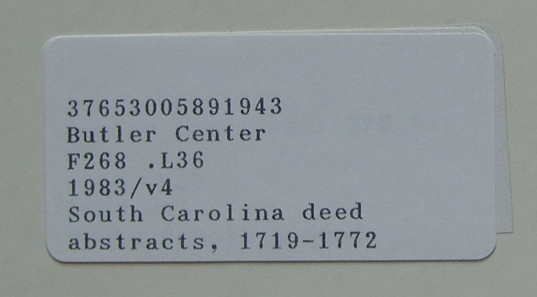 37653005891943
Butler Center
F268 .L36
1983/v4
South Carolina deed
abstracts, 1719-1772